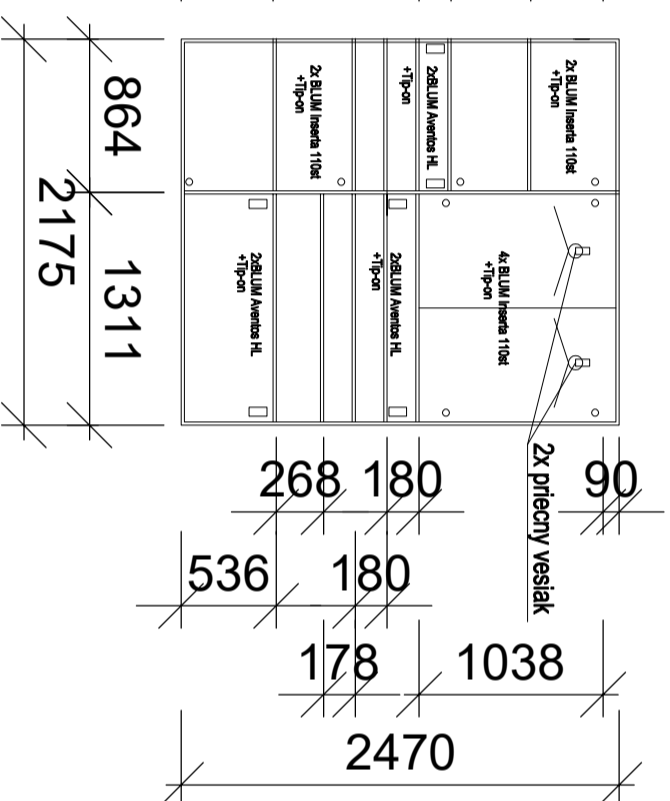 2x BLUM Inserta 110st
+Tip-on
2xBLUM Aventos HL
+Tip-on
2x BLUM Inserta 110st
+Tip-on
864
2175
1311
2xBLUM Aventos HL
+Tip-on
2xBLUM Aventos HL
+Tip-on
4x BLUM Inserta 110st
+Tip-on
2x priecny vesiak
268
180
90
536
180
178
1038
2470